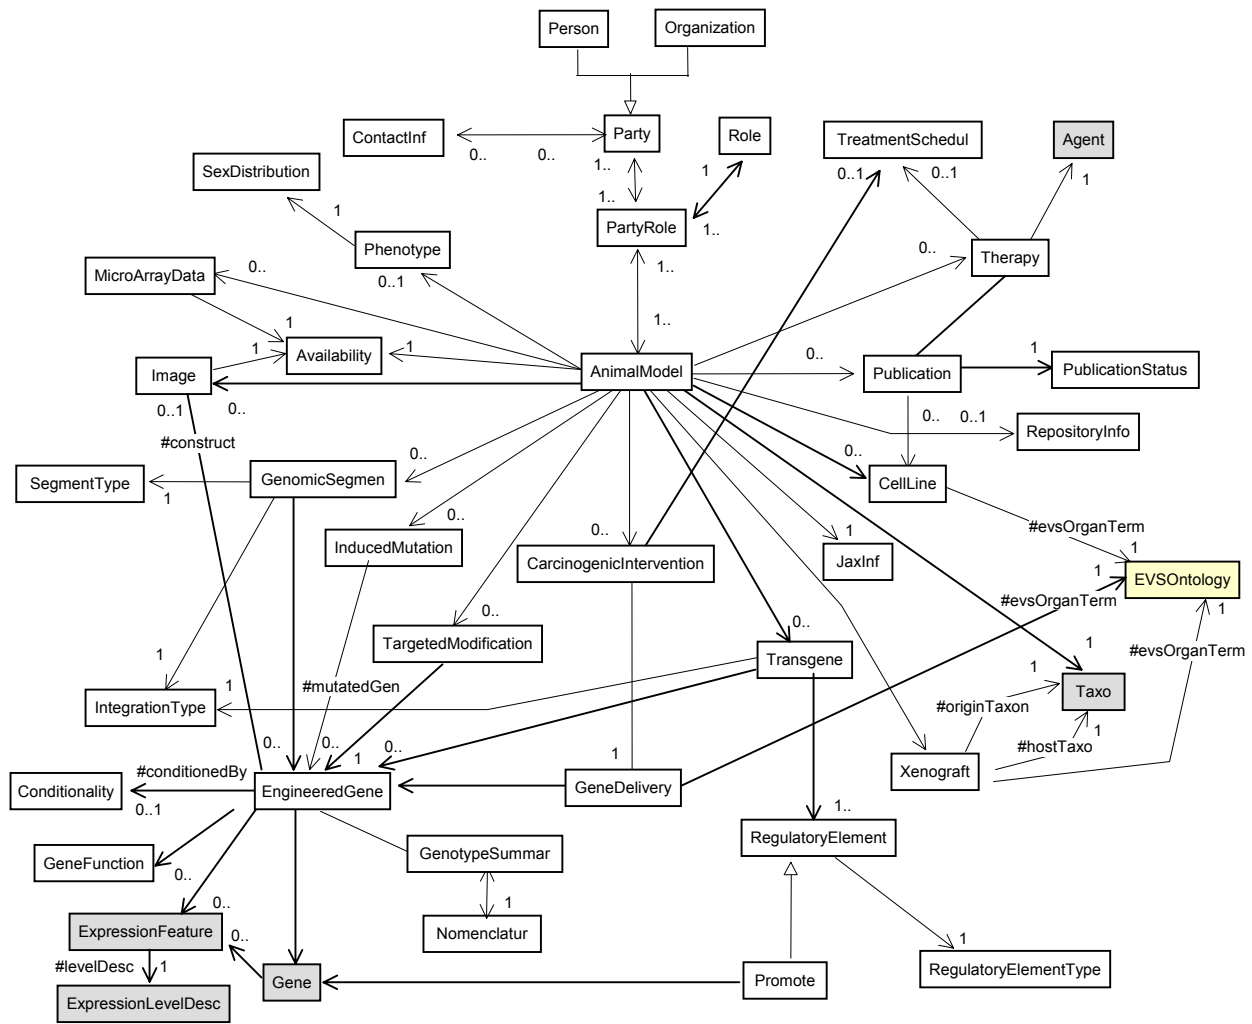 Person
Organization
ContactInf
0..
0..
Party
Role
TreatmentSchedul
Agent
SexDistribution
1..
1
0..1
0..1
1
1
1..
1..
Phenotype
PartyRole
0..
Therapy
MicroArrayData
0..
0..1
1..
1
1..
Image
1
Availability
1
AnimalModel
0..
Publication
1
PublicationStatus
0..1
0..
#construct
0..
0..1
RepositoryInfo
SegmentType
1
GenomicSegmen
0..
0..
CellLine
InducedMutation
0..
0..
CarcinogenicIntervention
1
JaxInf
#evsOrganTerm
1
1
EVSOntology
#evsOrganTerm
1
TargetedModification
0..
0..
Transgene
1
#evsOrganTerm
1
IntegrationType
1
#mutatedGen
1
Taxo
#originTaxon
1
#hostTaxo
0..
0..
1
0..
1
Xenograft
Conditionality
#conditionedBy
0..1
EngineeredGene
GeneDelivery
1..
GeneFunction
0..
GenotypeSummar
RegulatoryElement
0..
1
ExpressionFeature
0..
Nomenclatur
1
#levelDesc
1
Gene
Promote
RegulatoryElementType
ExpressionLevelDesc